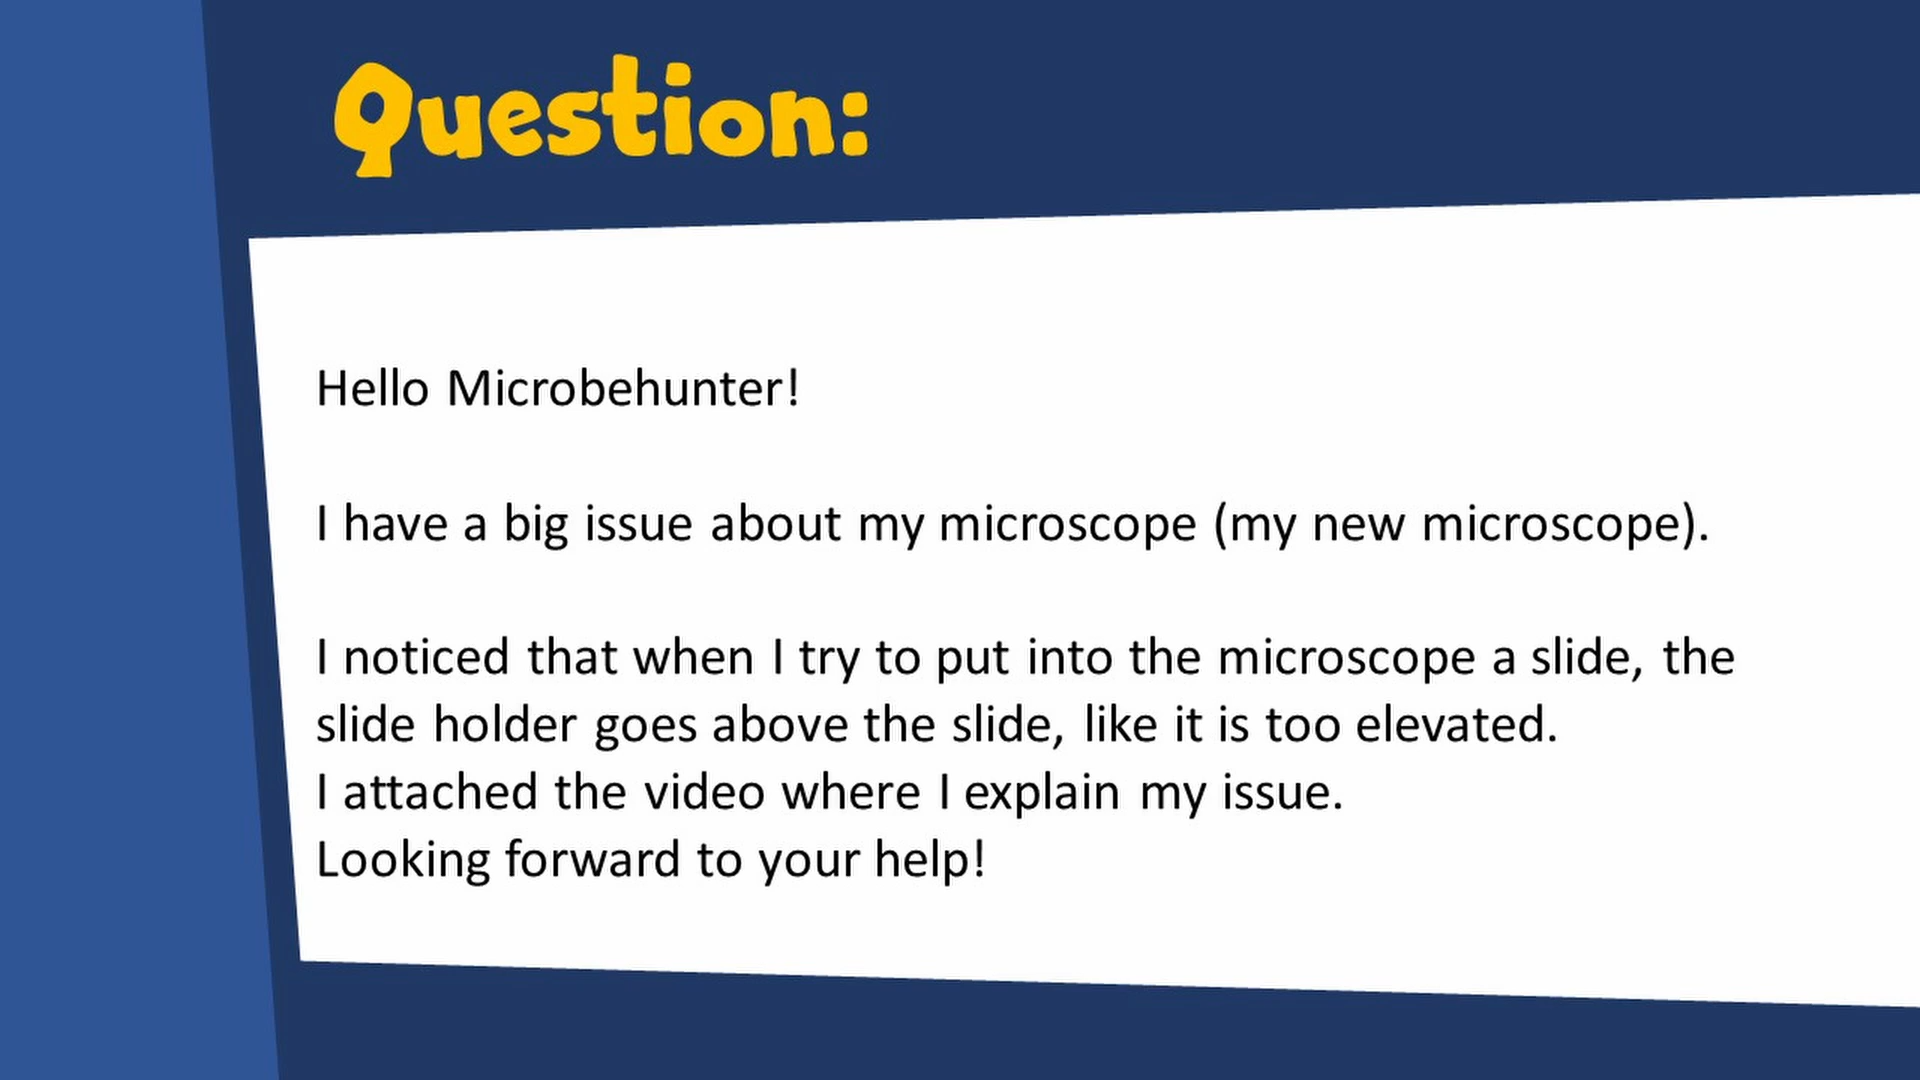 Question:
Hello Microbehunter!
I have a big issue about my microscope (my new microscope).
I noticed that when I try to put into the microscope a slide, the
slide holder goes above the slide, like it is too elevated.
I attached the video where I explain my issue.
Looking forward to your help!